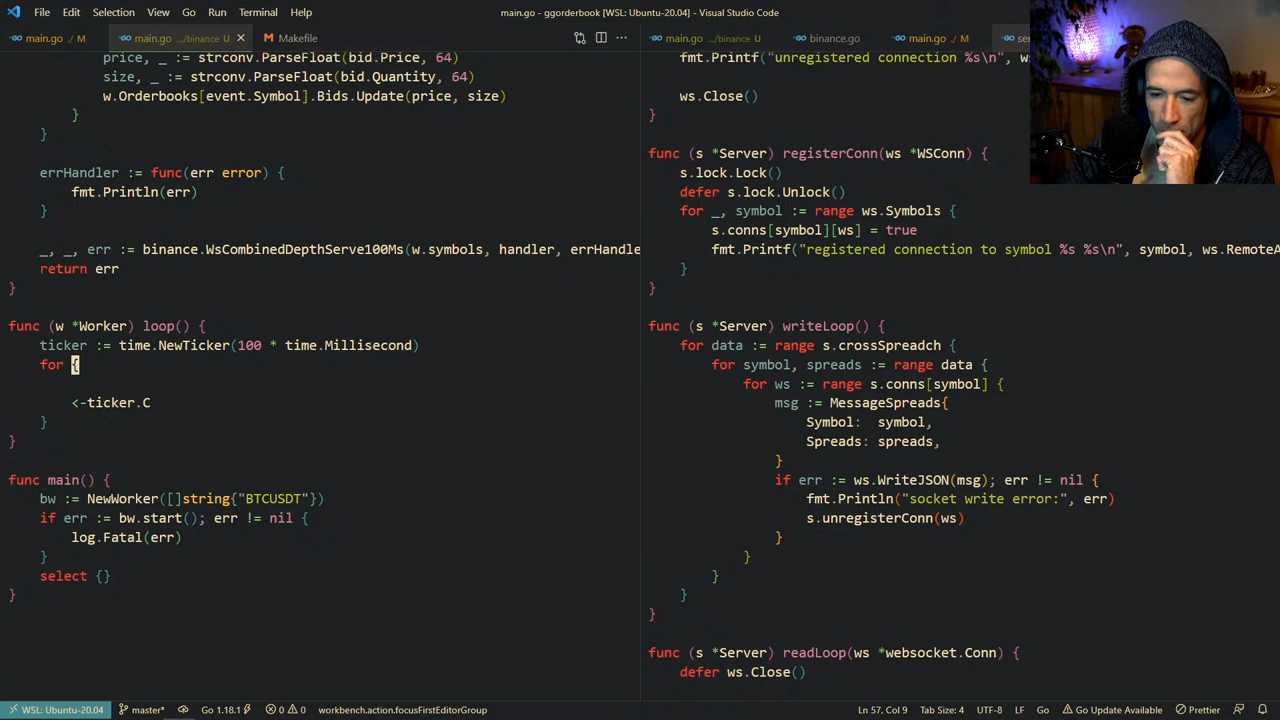 File Edit Selection View Go Run Terminal Help
main.go - ggorderbook [WSL: Ubuntu-20.04] - Visual Studio Code
main.go ./ M
main.go .../binance U
Makefile
price, _ := strconv.ParseFloat(bid.Price, 64)
size, _ := strconv.ParseFloat(bid.Quantity, 64)
w.Orderbooks[event.Symbol].Bids.Update(price, size)
}
}
errHandler := func(err error) {
fmt.Println(err)
}
_, _, err := binance.WsCombinedDepthServe100Ms(w.symbols, handler, errHandle
return err
}
func (w *Worker) loop() {
ticker := time.NewTicker(100 * time.Millisecond)
for {
<-ticker.C
}
}
func main() {
bw := NewWorker([]string{"BTCUSDT"})
if err := bw.start(); err != nil {
log.Fatal(err)
}
select {}
}
main.go .../binance U
binance.go
main.go ./ M
fmt.Printf("unregistered connection %s\n", w
ws.Close()
}
func (s *Server) registerConn(ws *WSConn) {
s.lock.Lock()
defer s.lock.Unlock()
for _, symbol := range ws.Symbols {
s.conns[symbol][ws] = true
fmt.Printf("registered connection to symbol %s %s\n", symbol, ws.RemoteA
}
}
func (s *Server) writeLoop() {
for data := range s.crossSpreadch {
for symbol, spreads := range data {
for ws := range s.conns[symbol] {
msg := MessageSpreads{
Symbol: symbol,
Spreads: spreads,
}
if err := ws.WriteJSON(msg); err != nil {
fmt.Println("socket write error:", err)
s.unregisterConn(ws)
}
}
}
}
}
func (s *Server) readLoop(ws *websocket.Conn) {
defer ws.Close()
WSL: Ubuntu-20.04 master* Go 1.18.1 0 0 workbench.action.focusFirstEditorGroup Ln 57, Col 9 Tab Size: 4 UTF-8 LF Go Go Update Available Prettier